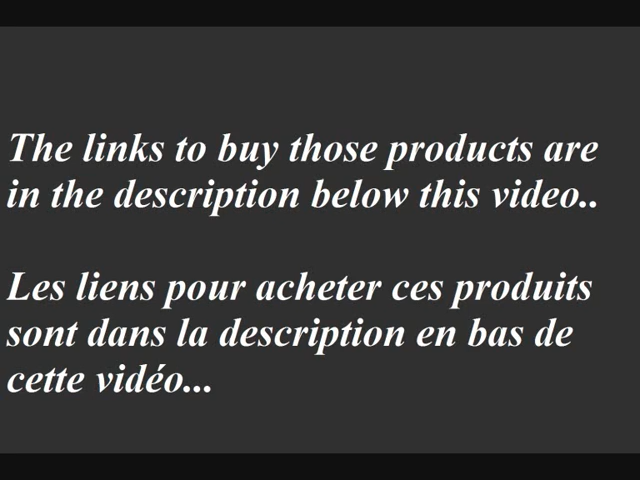 The links to buy those products are
in the description below this video..
Les liens pour acheter ces produits
sont dans la description en bas de
cette vidéo...